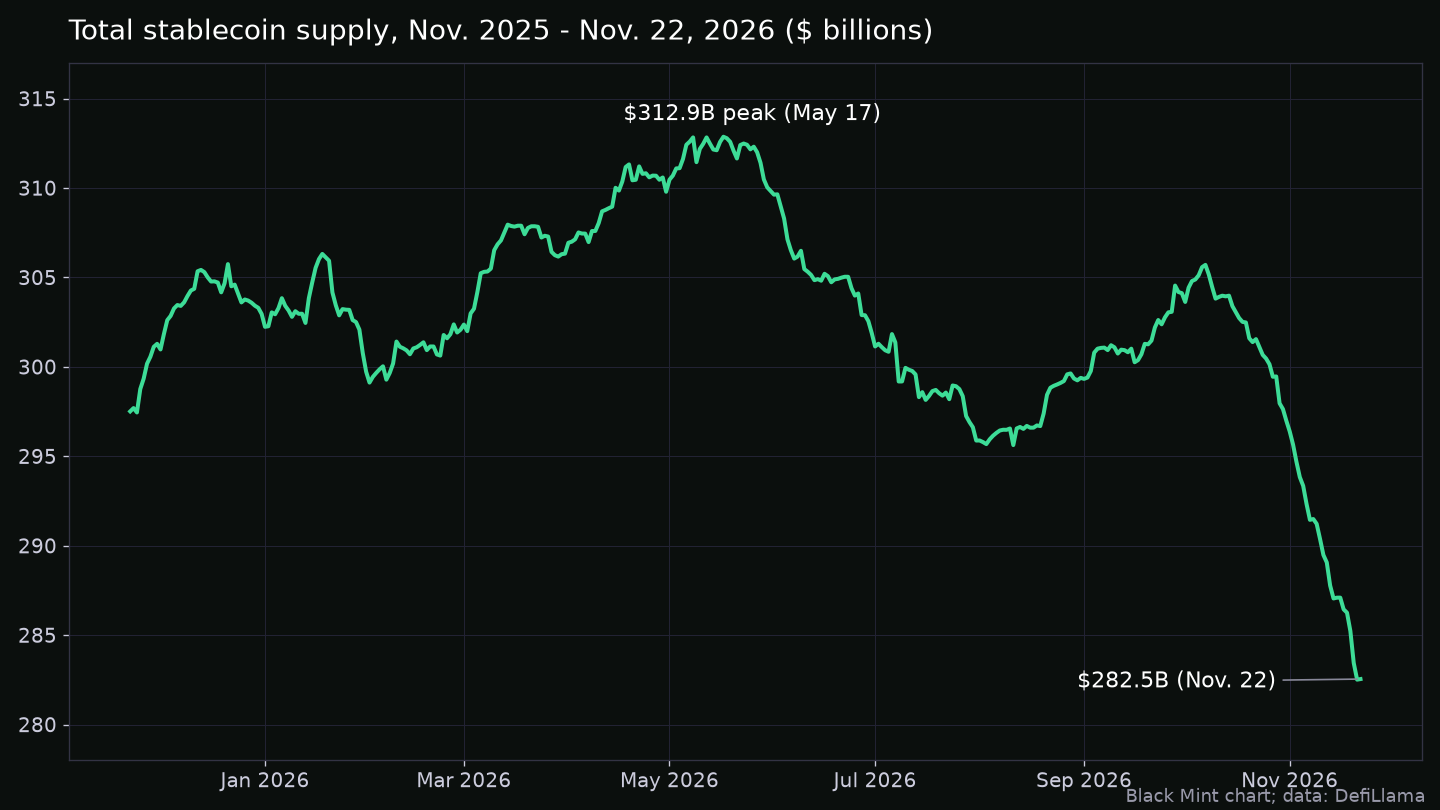 Total stablecoin supply, Nov. 2025 - Nov. 22, 2026 ($ billions)
315
$312.9B peak (May 17)
310
305
300
295
290
285
$282.5B (Nov. 22)
280
Jan 2026
Mar 2026
May 2026
Jul 2026
Sep 2026
Nov 2026
Black Mint chart; data: DefiLlama